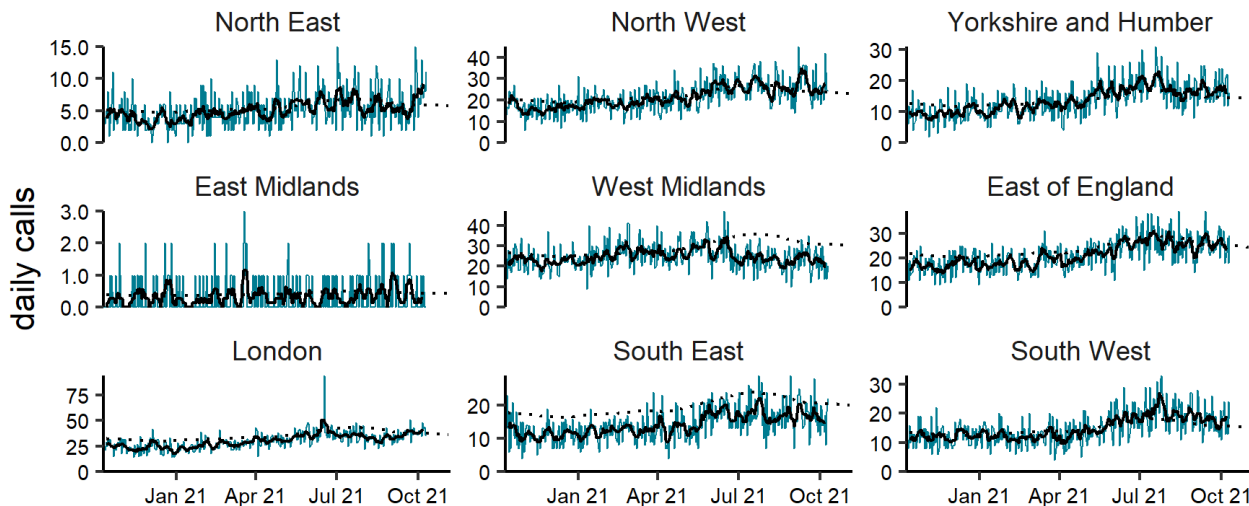 North East
North West
Yorkshire and Humber
15.0
10.0
5.0
0.0
40
30
20
10
0
30
20
10
0
East Midlands
West Midlands
East of England
3.0
2.0
1.0
0.0
40
30
20
10
0
30
20
10
0
daily calls
London
South East
South West
75
50
25
0
20
10
0
30
20
10
0
Jan 21 Apr 21 Jul 21 Oct 21
Jan 21 Apr 21 Jul 21 Oct 21
Jan 21 Apr 21 Jul 21 Oct 21